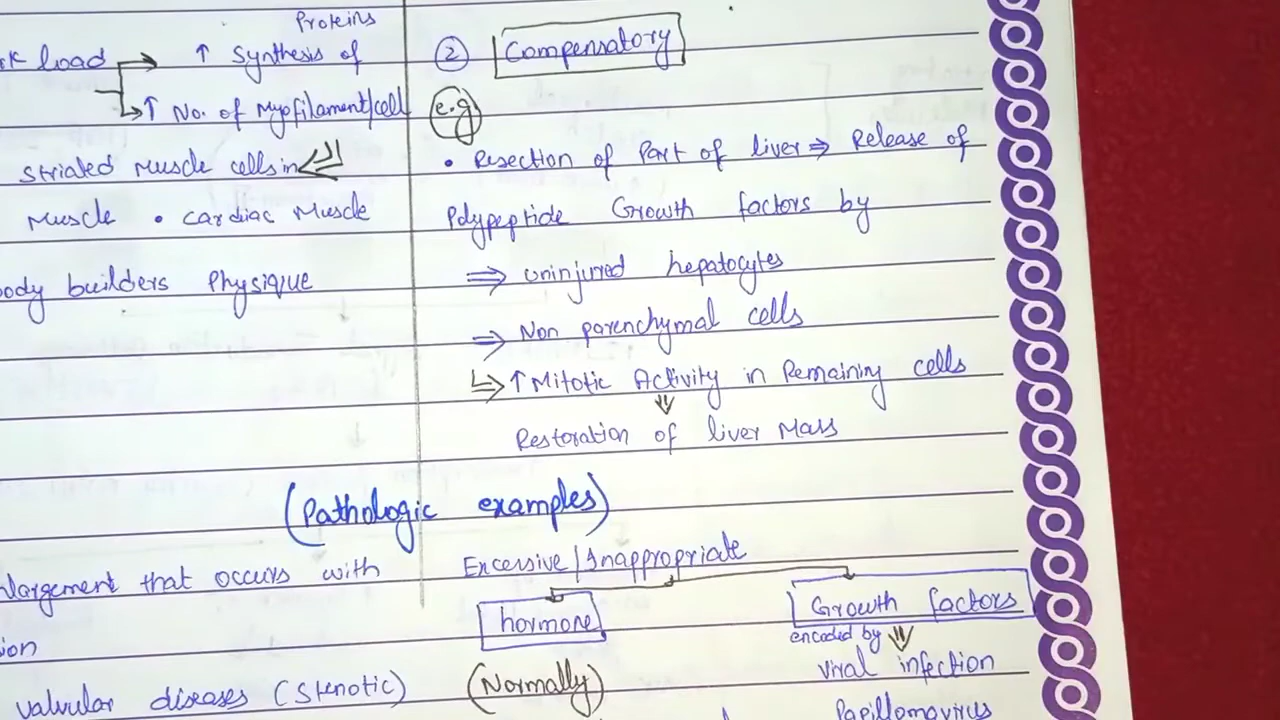 Proteins
load → ↑ Synthesis of
↑ No. of Myofilament/cell
Striated Muscle cells in
Muscle • Cardiac Muscle
body builders Physique
② Compensatory
e.g
• Resection of Part of liver ⇒ Release of
Polypeptide Growth factors by
⇒ uninjured hepatocytes
⇒ Non parenchymal cells
↳ ↑ Mitotic Activity in Remaining cells
⇓
Restoration of liver Mass
(Pathologic examples)
nlargement that occurs with
ion
valvular diseases (Stenotic)
Excessive/Inappropriate
hormone
Growth factors
encoded by ⇓
(Normally)
viral infection
Papillomavirus